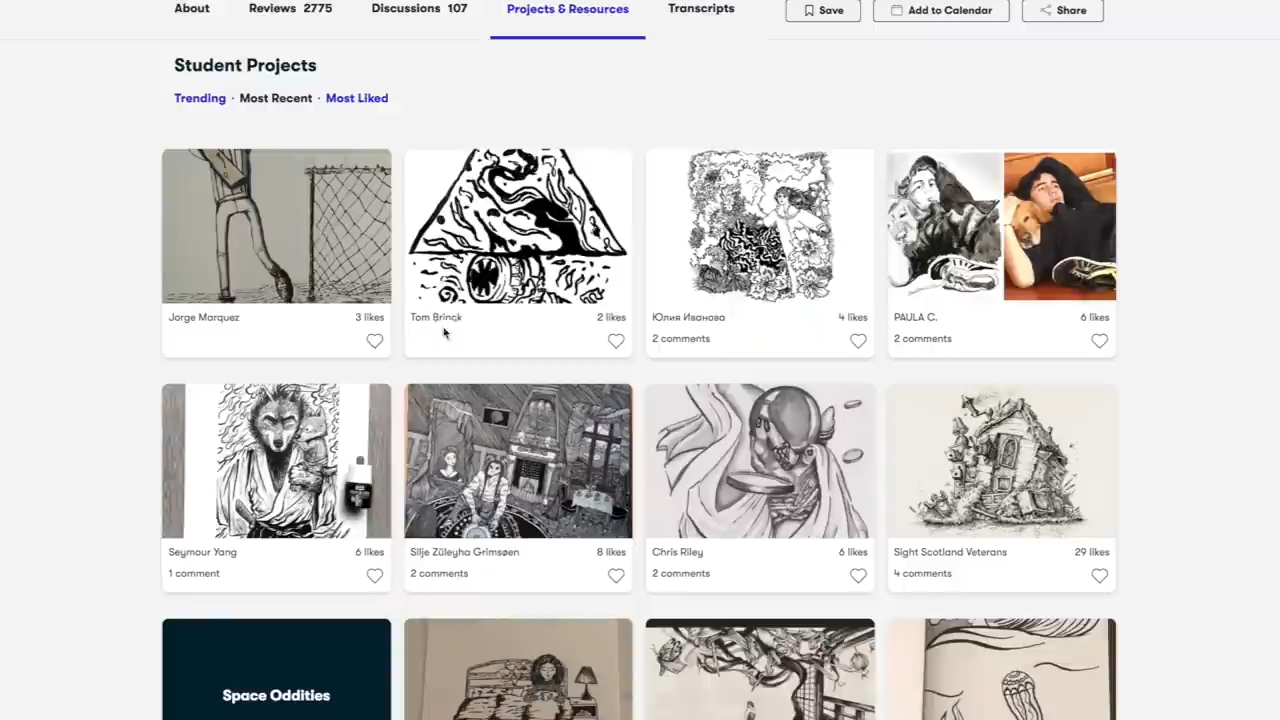 About Reviews 2775 Discussions 107 Projects & Resources Transcripts Save Add to Calendar Share
Student Projects
Trending · Most Recent · Most Liked
Jorge Marquez 3 likes
Tom Brinck 2 likes
Юлия Иванова 4 likes
2 comments
PAULA C. 6 likes
2 comments
Seymour Yang 6 likes
1 comment
Silje Züleyha Grimsøen 8 likes
2 comments
Chris Riley 6 likes
2 comments
Sight Scotland Veterans 29 likes
4 comments
Space Oddities